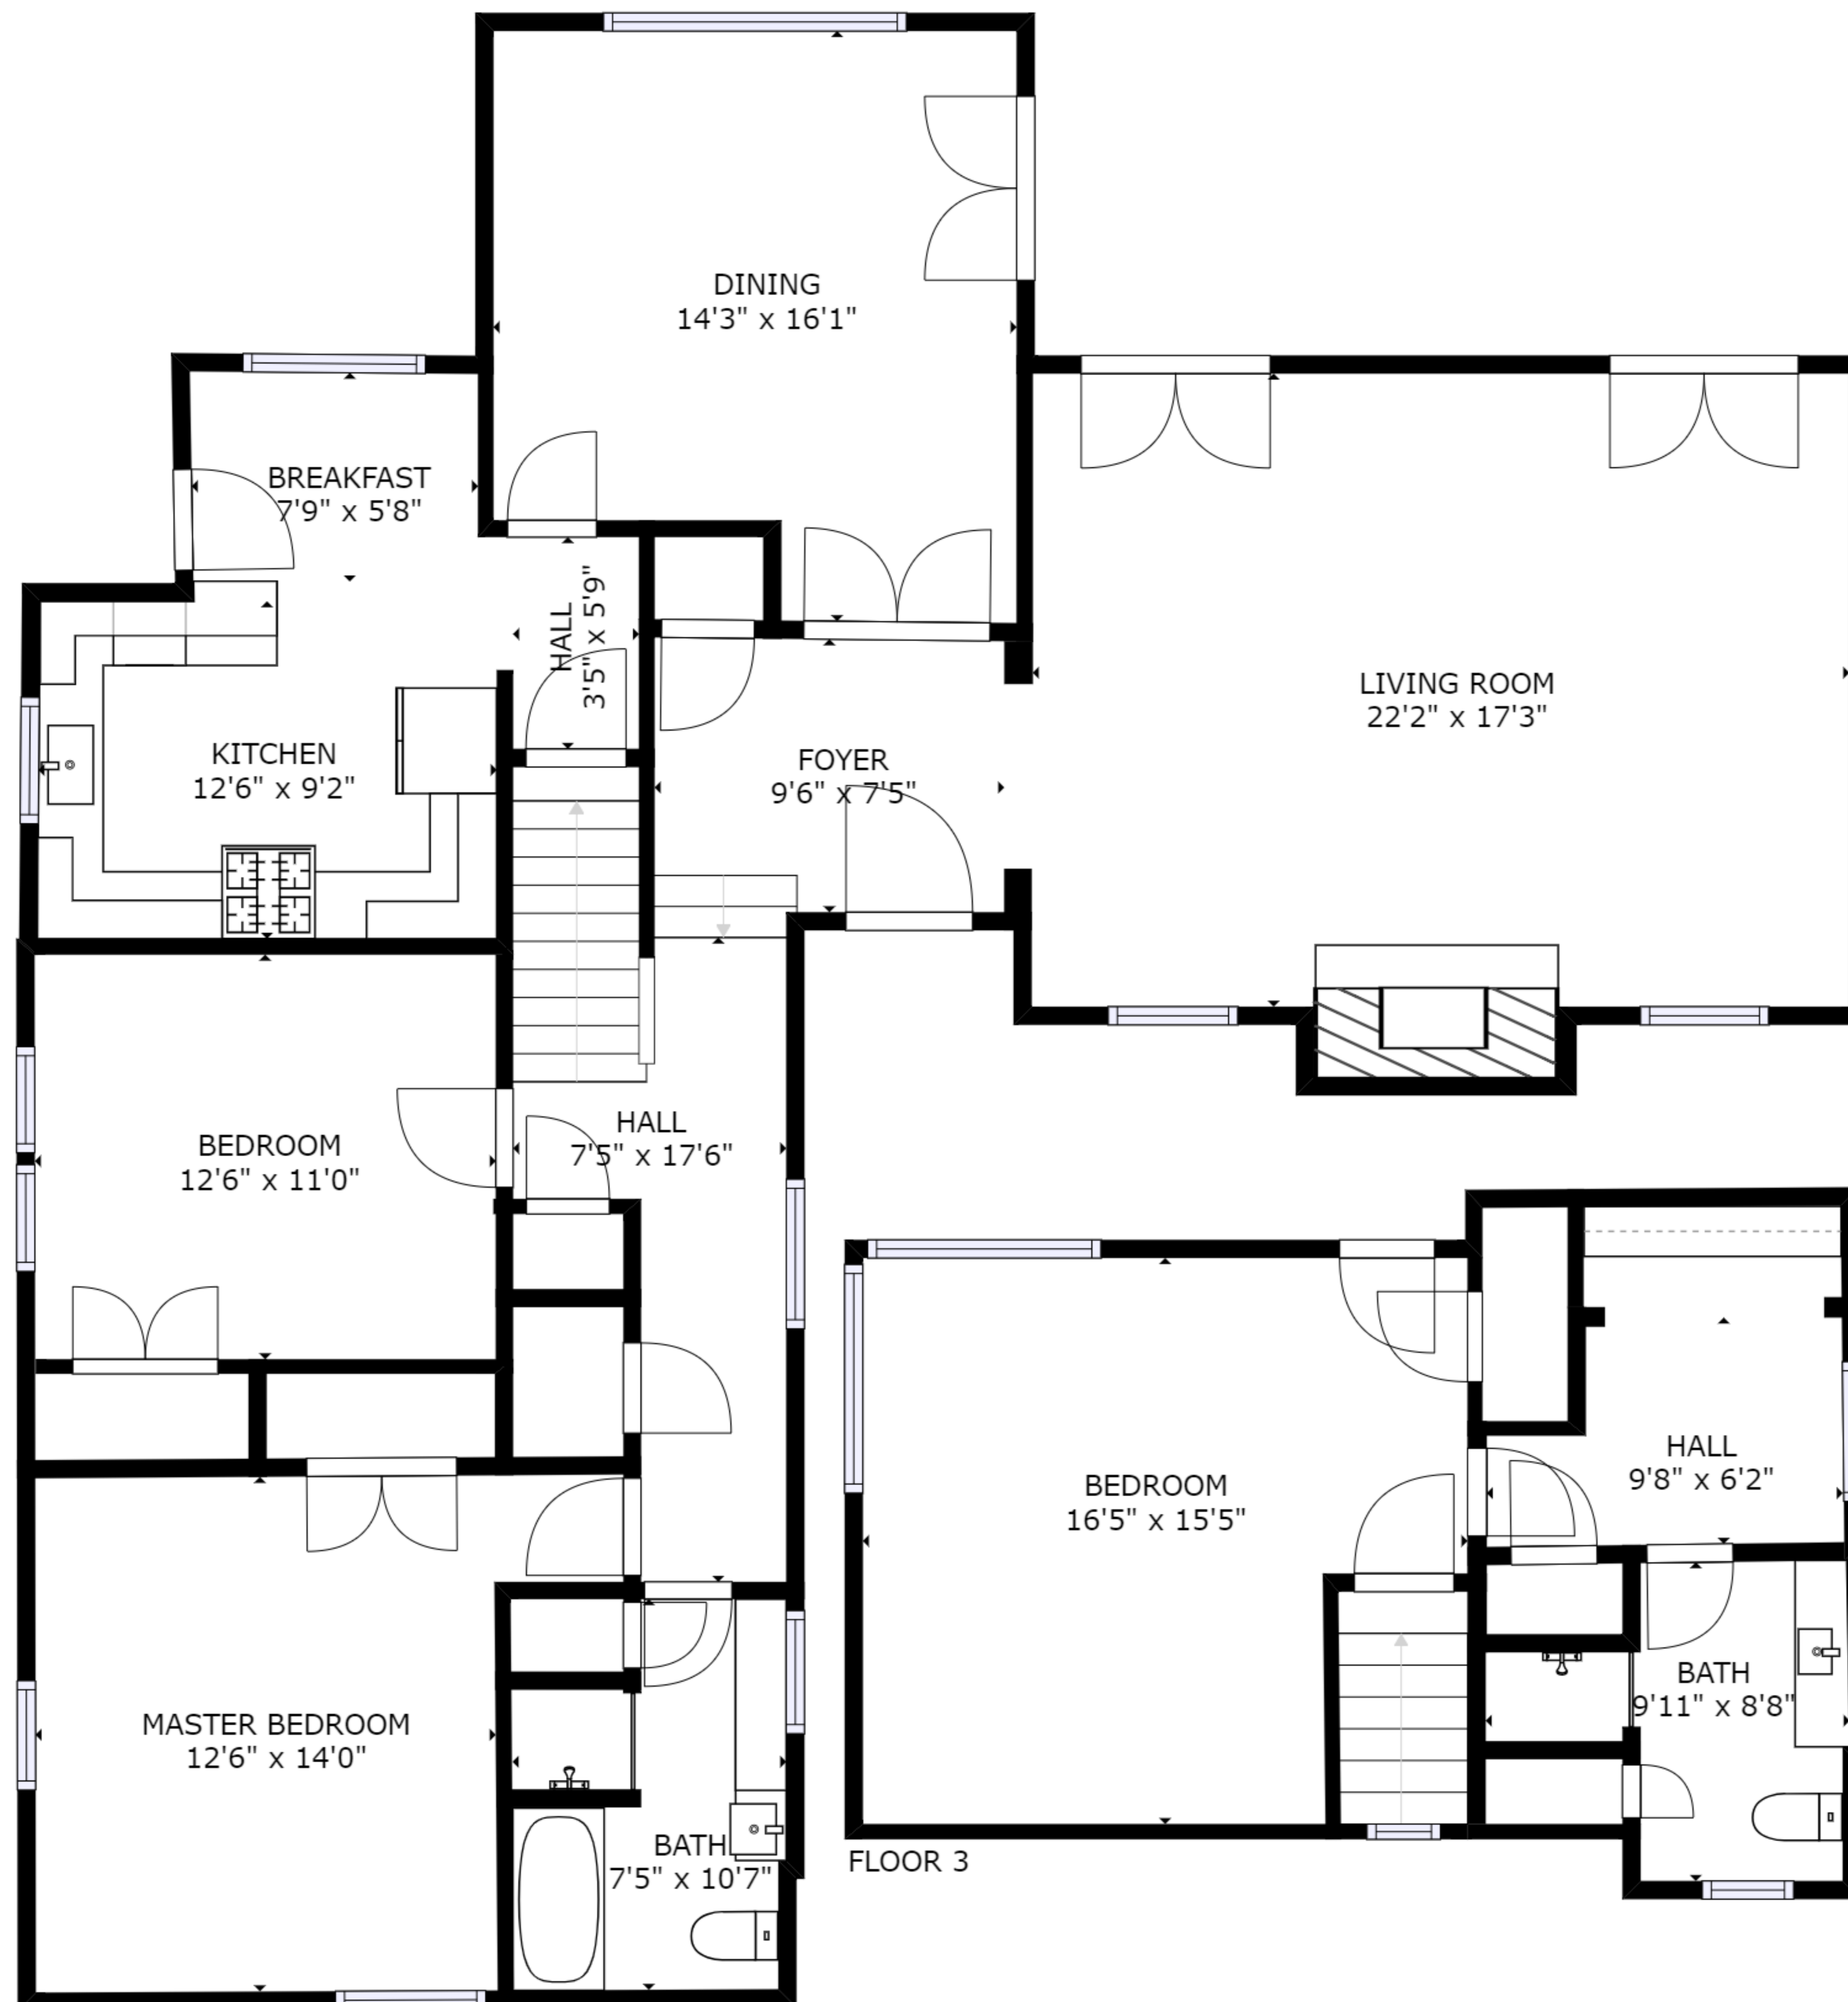 DINING
14'3" x 16'1"
BREAKFAST
7'9" x 5'8"
HALL
3'5" x 5'9"
LIVING ROOM
22'2" x 17'3"
KITCHEN
12'6" x 9'2"
FOYER
9'6" x 7'5"
HALL
7'5" x 17'6"
BEDROOM
12'6" x 11'0"
HALL
9'8" x 6'2"
BEDROOM
16'5" x 15'5"
BATH
9'11" x 8'8"
MASTER BEDROOM
12'6" x 14'0"
BATH
7'5" x 10'7"
FLOOR 3